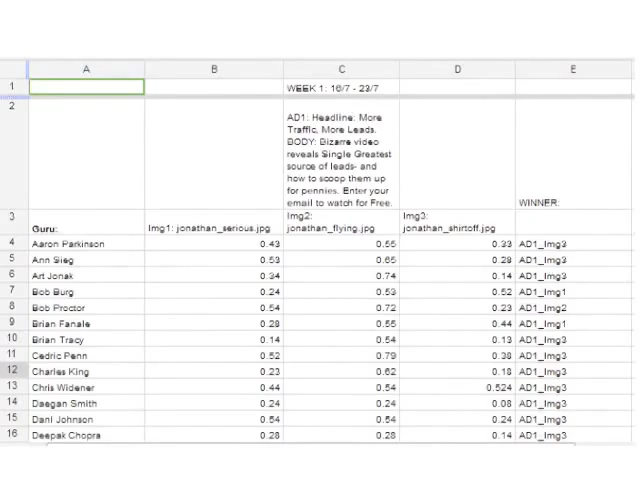 A B C D E
1 WEEK 1: 16/7 - 23/7
2
AD1: Headline: More
Traffic, More Leads.
BODY: Bizarre video
reveals Single Greatest
source of leads- and
how to scoop them up
for pennies. Enter your
email to watch for Free. WINNER:
3 Guru: Img1: jonathan_serious.jpg Img2: jonathan_flying.jpg Img3: jonathan_shirtoff.jpg
4 Aaron Parkinson 0.43 0.55 0.33 AD1_Img3
5 Ann Sieg 0.53 0.65 0.28 AD1_Img3
6 Art Jonak 0.34 0.74 0.14 AD1_Img3
7 Bob Burg 0.24 0.53 0.52 AD1_Img1
8 Bob Proctor 0.54 0.72 0.23 AD1_Img2
9 Brian Fanale 0.28 0.55 0.44 AD1_Img1
10 Brian Tracy 0.14 0.54 0.13 AD1_Img3
11 Cedric Penn 0.52 0.79 0.38 AD1_Img3
12 Charles King 0.23 0.62 0.18 AD1_Img3
13 Chris Widener 0.44 0.54 0.524 AD1_Img3
14 Daegan Smith 0.24 0.24 0.08 AD1_Img3
15 Dani Johnson 0.54 0.54 0.24 AD1_Img3
16 Deepak Chopra 0.28 0.28 0.14 AD1_Img3